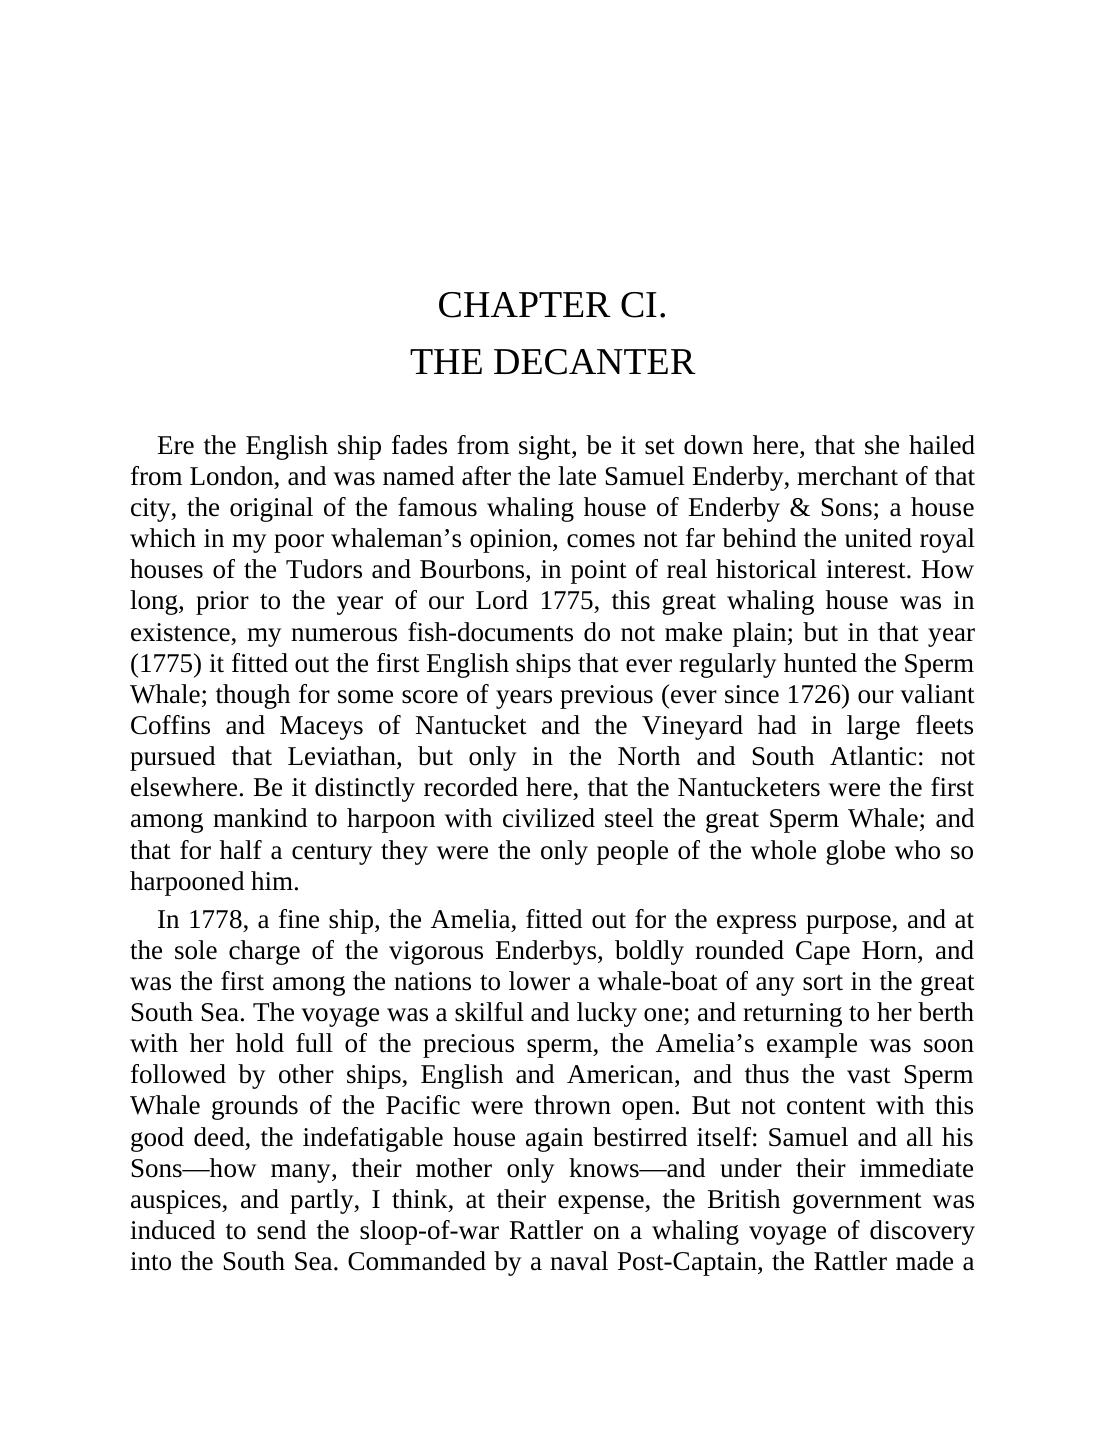 CHAPTER CI.
THE DECANTER
Ere the English ship fades from sight, be it set down here, that she hailed
from London, and was named after the late Samuel Enderby, merchant of that
city, the original of the famous whaling house of Enderby & Sons; a house
which in my poor whaleman’s opinion, comes not far behind the united royal
houses of the Tudors and Bourbons, in point of real historical interest. How
long, prior to the year of our Lord 1775, this great whaling house was in
existence, my numerous fish-documents do not make plain; but in that year
(1775) it fitted out the first English ships that ever regularly hunted the Sperm
Whale; though for some score of years previous (ever since 1726) our valiant
Coffins and Maceys of Nantucket and the Vineyard had in large fleets
pursued that Leviathan, but only in the North and South Atlantic: not
elsewhere. Be it distinctly recorded here, that the Nantucketers were the first
among mankind to harpoon with civilized steel the great Sperm Whale; and
that for half a century they were the only people of the whole globe who so
harpooned him.
In 1778, a fine ship, the Amelia, fitted out for the express purpose, and at
the sole charge of the vigorous Enderbys, boldly rounded Cape Horn, and
was the first among the nations to lower a whale-boat of any sort in the great
South Sea. The voyage was a skilful and lucky one; and returning to her berth
with her hold full of the precious sperm, the Amelia’s example was soon
followed by other ships, English and American, and thus the vast Sperm
Whale grounds of the Pacific were thrown open. But not content with this
good deed, the indefatigable house again bestirred itself: Samuel and all his
Sons—how many, their mother only knows—and under their immediate
auspices, and partly, I think, at their expense, the British government was
induced to send the sloop-of-war Rattler on a whaling voyage of discovery
into the South Sea. Commanded by a naval Post-Captain, the Rattler made a